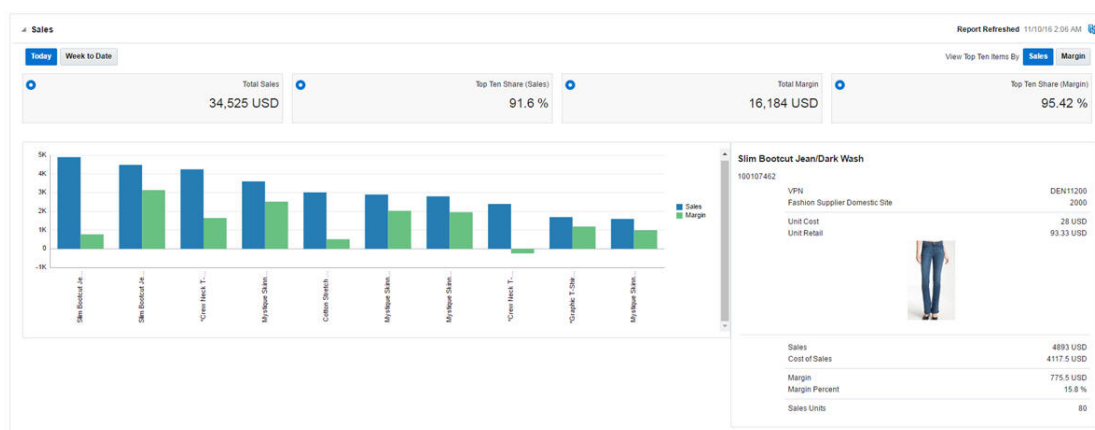 Sales
Report Refreshed 11/10/16 2:06 AM
Today Week to Date
View Top Ten Items By Sales Margin
Total Sales
34,525 USD
Top Ten Share (Sales)
91.6 %
Total Margin
16,184 USD
Top Ten Share (Margin)
95.42 %
5K
4K
3K
2K
1K
0
-1K
Sales
Margin
Slim Bootcut Je...
Slim Bootcut Je...
*Crew Neck T-...
Mystique Skinn...
Cotton Stretch ...
Mystique Skinn...
Mystique Skinn...
*Crew Neck T-...
*Graphic T-Shir...
Mystique Skinn...
Slim Bootcut Jean/Dark Wash
100107462
VPN DEN11200
Fashion Supplier Domestic Site 2000
Unit Cost 28 USD
Unit Retail 93.33 USD
Sales 4893 USD
Cost of Sales 4117.5 USD
Margin 775.5 USD
Margin Percent 15.8 %
Sales Units 80